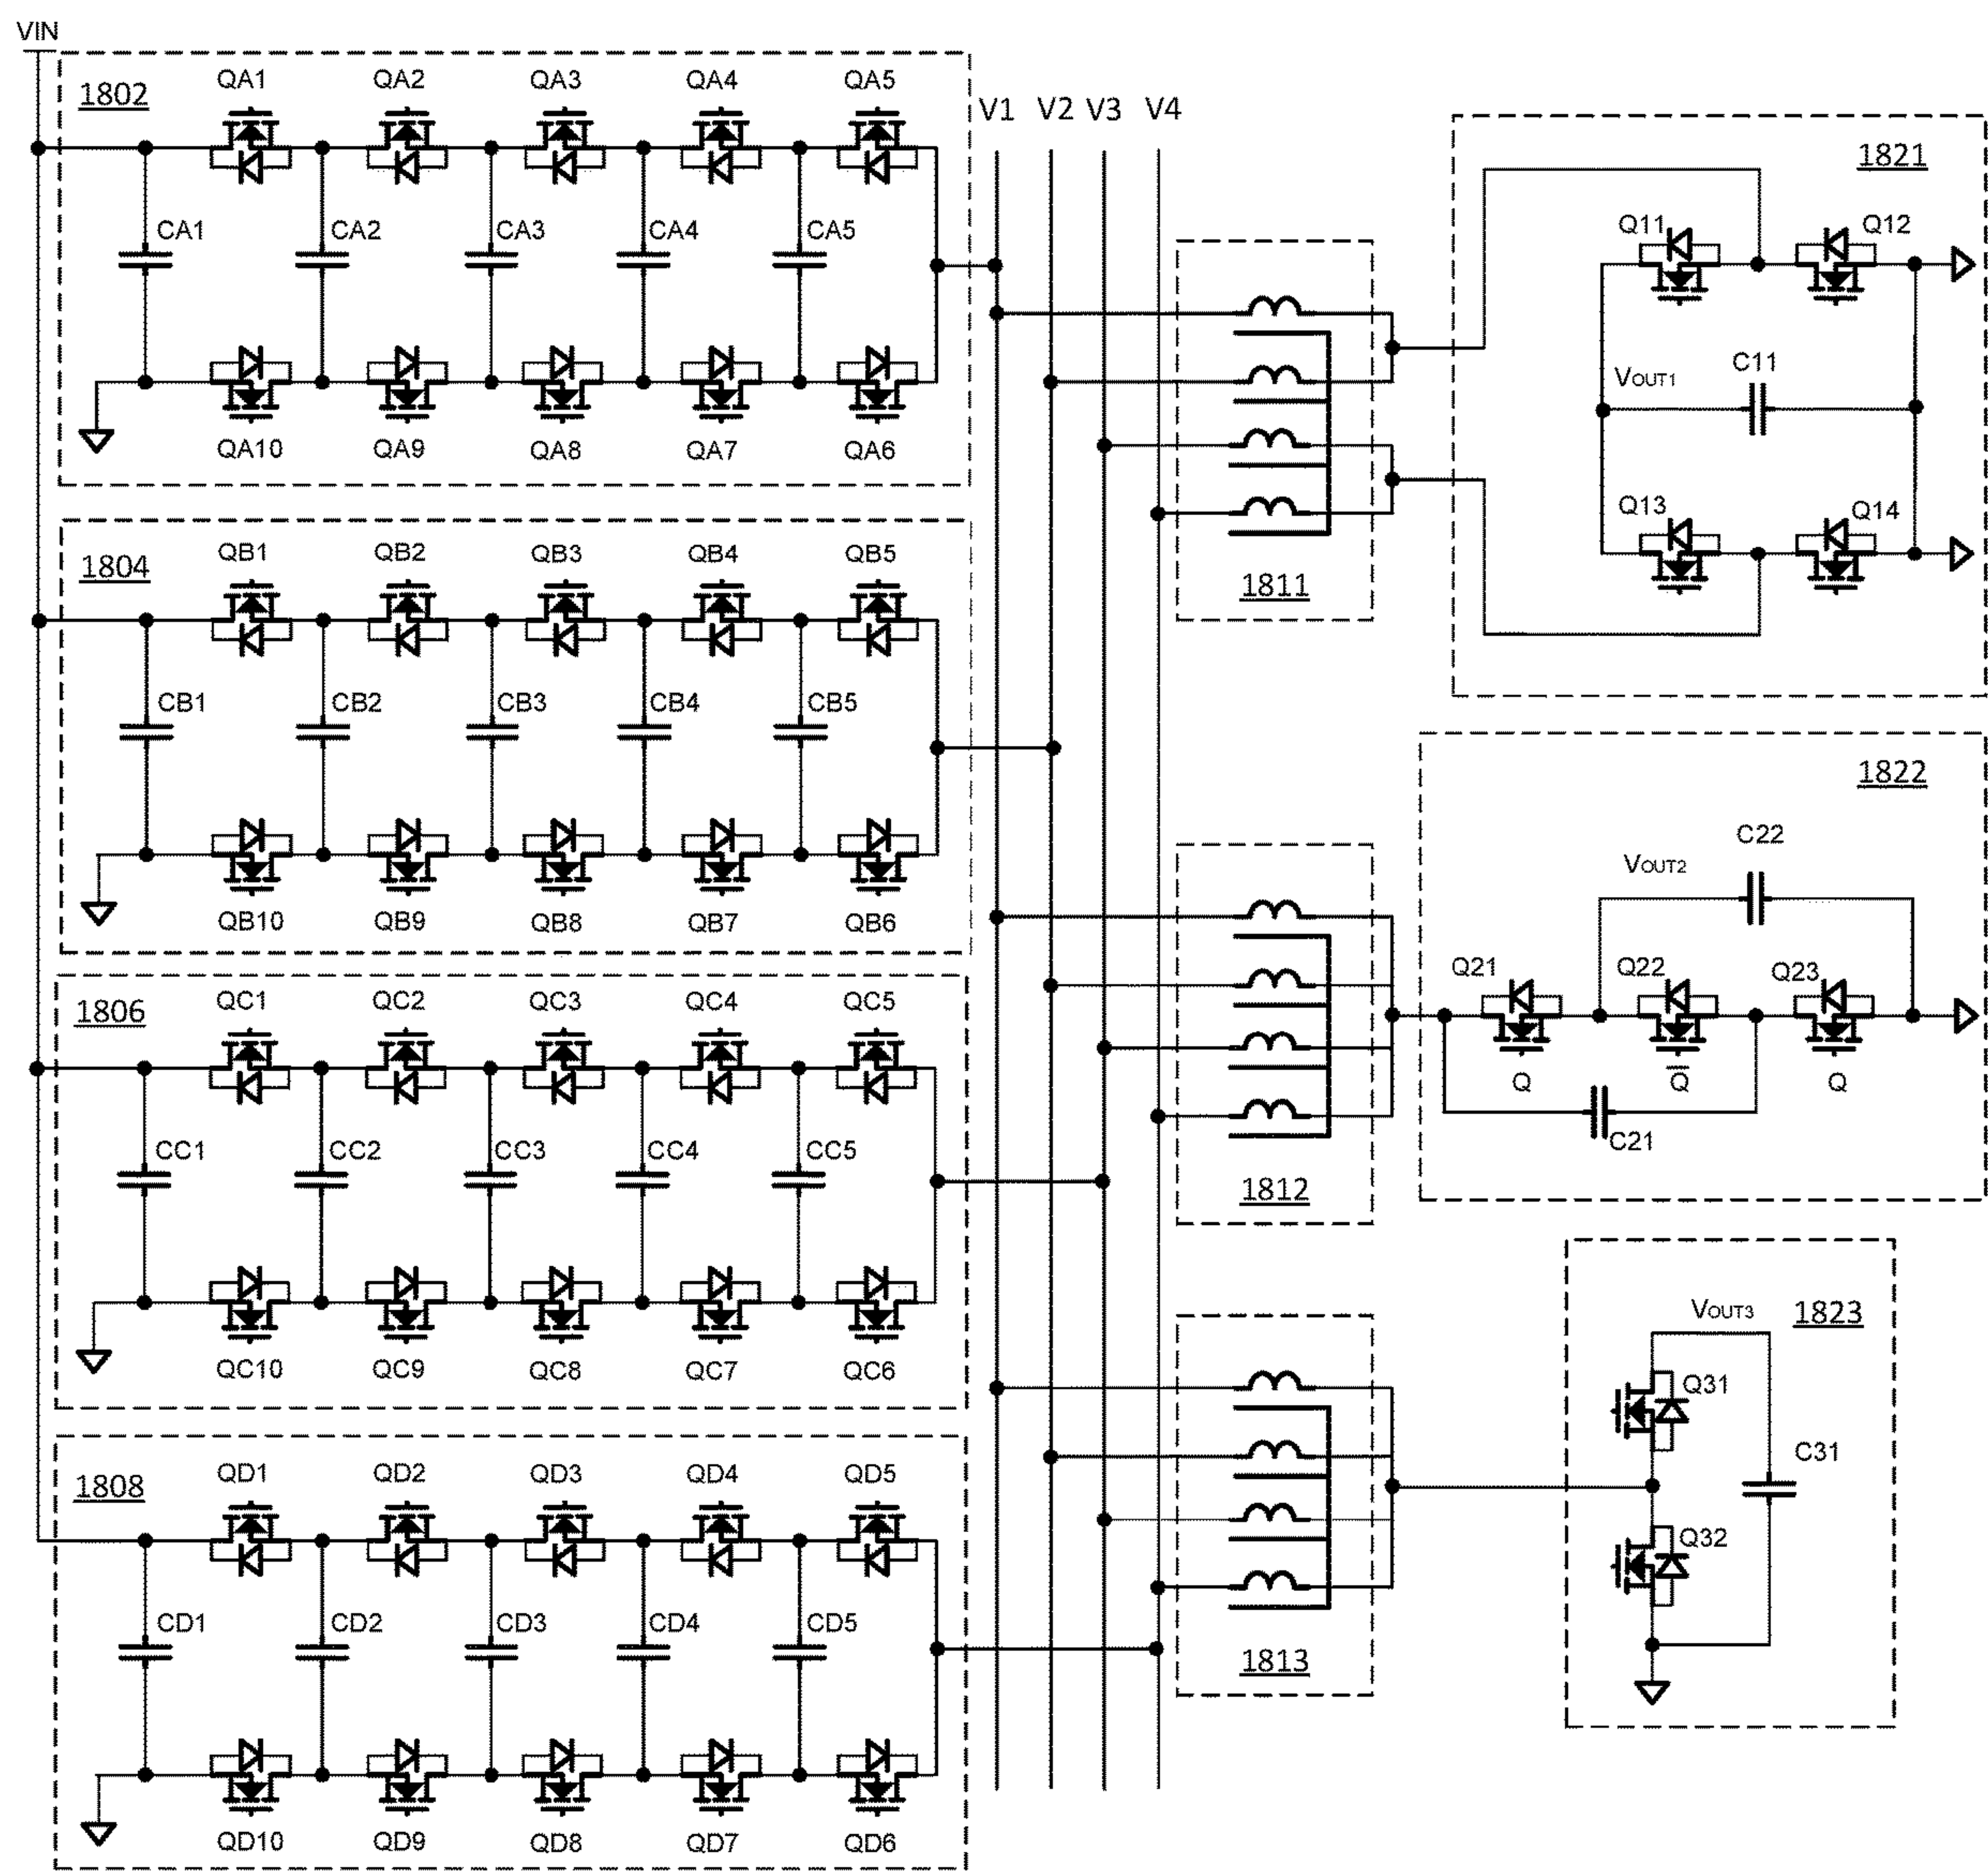 VIN
1802
QA1 QA2 QA3 QA4 QA5
CA1 CA2 CA3 CA4 CA5
QA10 QA9 QA8 QA7 QA6
1804
QB1 QB2 QB3 QB4 QB5
CB1 CB2 CB3 CB4 CB5
QB10 QB9 QB8 QB7 QB6
1806
QC1 QC2 QC3 QC4 QC5
CC1 CC2 CC3 CC4 CC5
QC10 QC9 QC8 QC7 QC6
1808
QD1 QD2 QD3 QD4 QD5
CD1 CD2 CD3 CD4 CD5
QD10 QD9 QD8 QD7 QD6
V1 V2 V3 V4
1811
1812
1813
1821
Q11 Q12
VOUT1 C11
Q13 Q14
1822
C22
VOUT2
Q21 Q22 Q23
Q Q̅ Q
C21
VOUT3 1823
Q31
C31
Q32